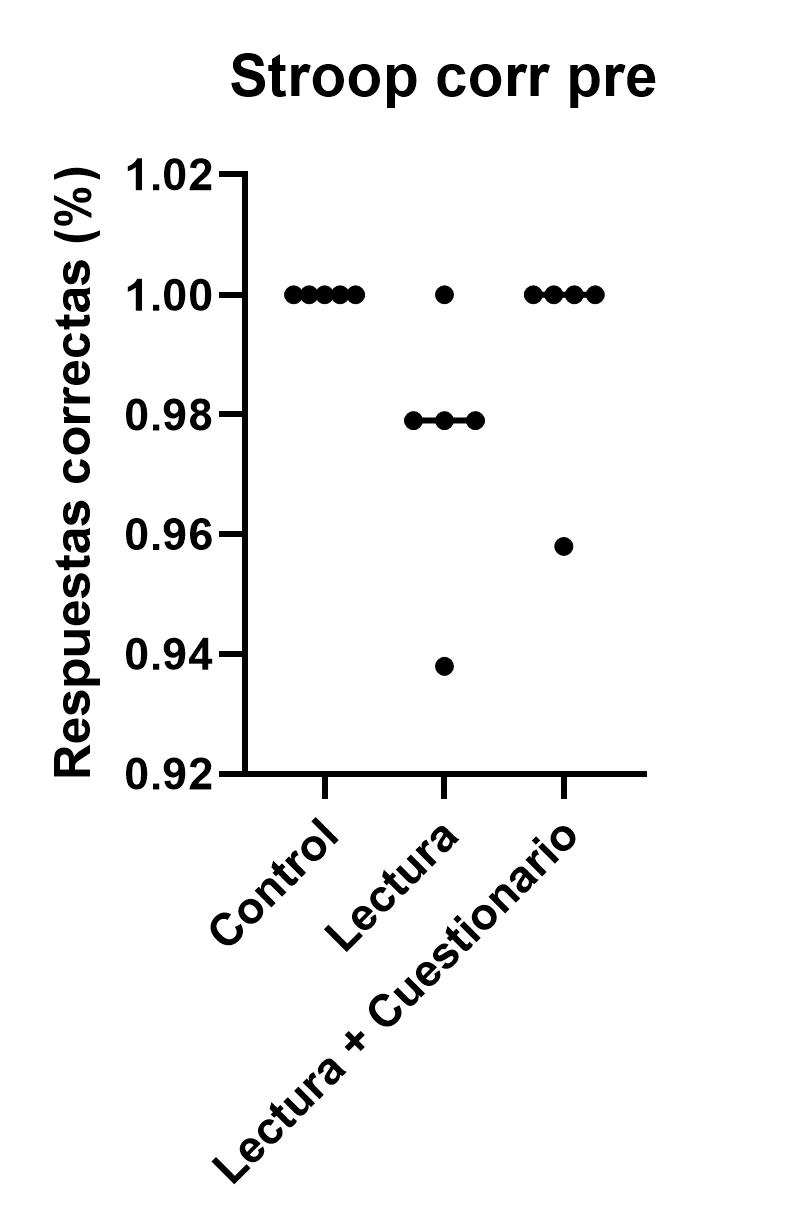 Stroop corr pre
Respuestas correctas (%)
1.02
1.00
0.98
0.96
0.94
0.92
Control
Lectura
Lectura + Cuestionario